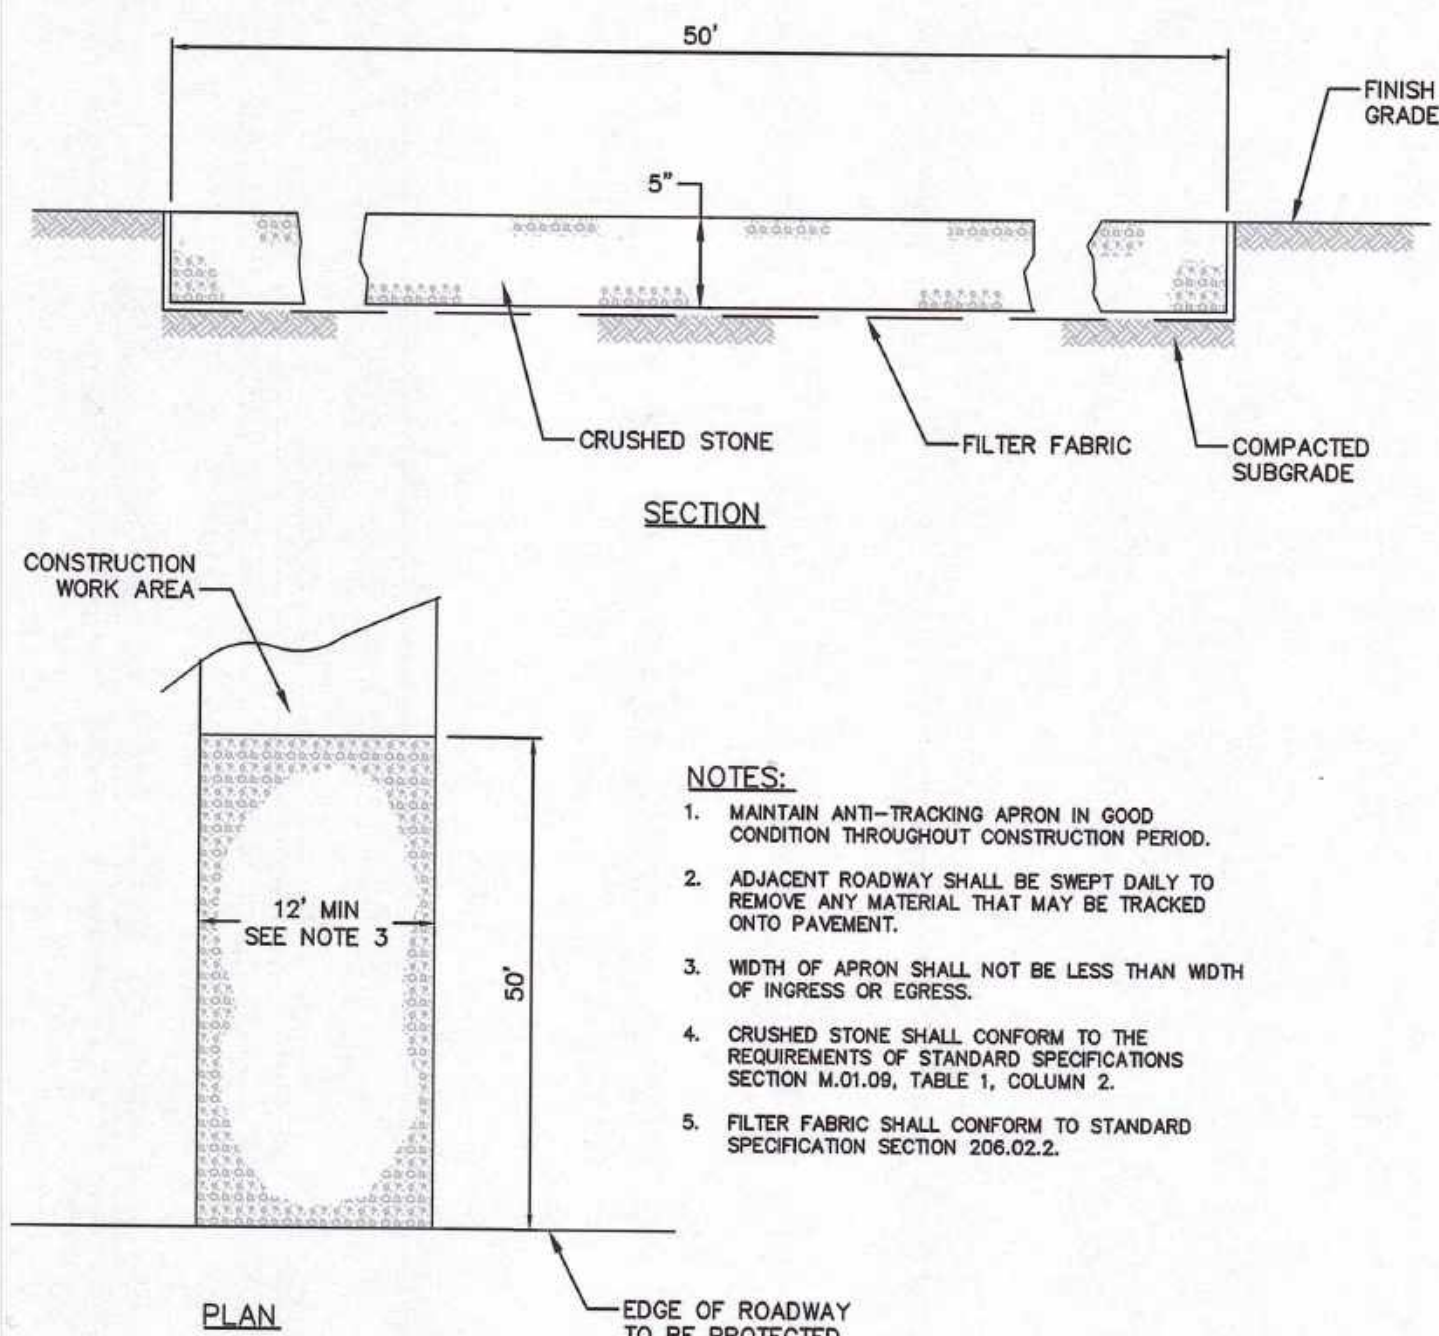 50'
FINISH
GRADE
5"
CRUSHED STONE
FILTER FABRIC
COMPACTED
SUBGRADE
SECTION
CONSTRUCTION
WORK AREA
12' MIN
SEE NOTE 3
50'
NOTES:
1. MAINTAIN ANTI-TRACKING APRON IN GOOD
CONDITION THROUGHOUT CONSTRUCTION PERIOD.
2. ADJACENT ROADWAY SHALL BE SWEPT DAILY TO
REMOVE ANY MATERIAL THAT MAY BE TRACKED
ONTO PAVEMENT.
3. WIDTH OF APRON SHALL NOT BE LESS THAN WIDTH
OF INGRESS OR EGRESS.
4. CRUSHED STONE SHALL CONFORM TO THE
REQUIREMENTS OF STANDARD SPECIFICATIONS
SECTION M.01.09, TABLE 1, COLUMN 2.
5. FILTER FABRIC SHALL CONFORM TO STANDARD
SPECIFICATION SECTION 206.02.2.
PLAN
EDGE OF ROADWAY
TO BE PROTECTED